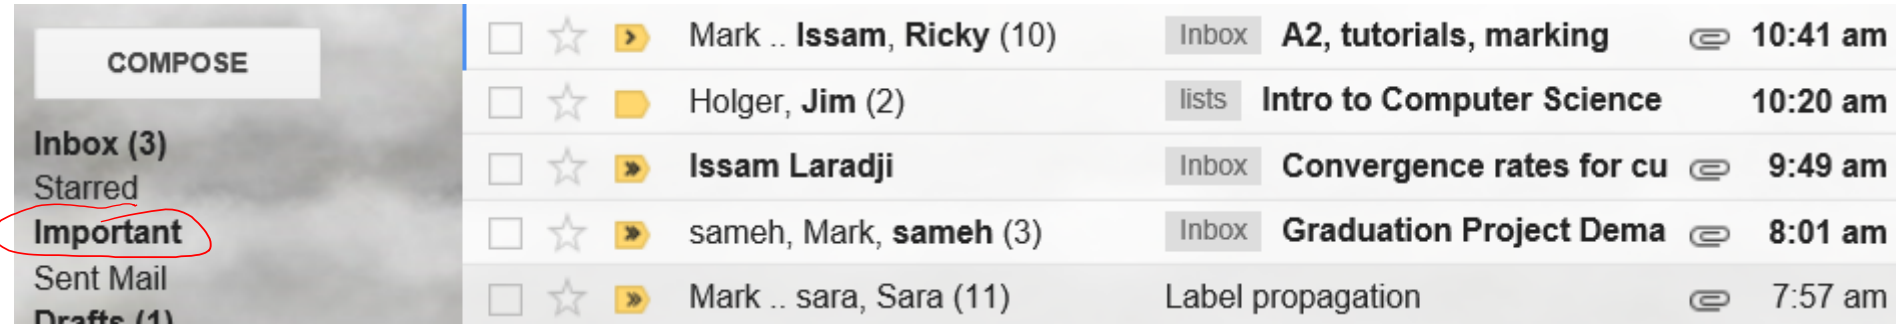 COMPOSE
Inbox (3)
Starred
Important
Sent Mail
Drafts (1)
Mark .. Issam, Ricky (10) Inbox A2, tutorials, marking 10:41 am
Holger, Jim (2) lists Intro to Computer Science 10:20 am
Issam Laradji Inbox Convergence rates for cu 9:49 am
sameh, Mark, sameh (3) Inbox Graduation Project Dema 8:01 am
Mark .. sara, Sara (11) Label propagation 7:57 am